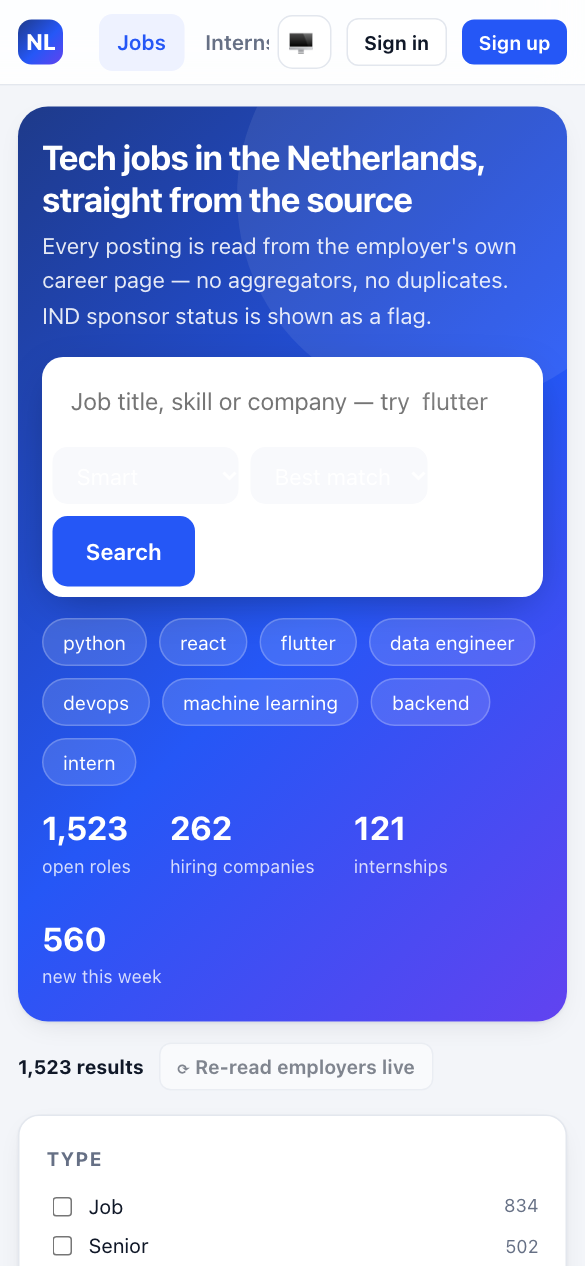 NL
Jobs
Interns
Sign in
Sign up
Tech jobs in the Netherlands,
straight from the source
Every posting is read from the employer's own
career page — no aggregators, no duplicates.
IND sponsor status is shown as a flag.
Job title, skill or company — try  flutter
Smart
Best match
Search
python
react
flutter
data engineer
devops
machine learning
backend
intern
1,523
262
121
open roles
hiring companies
internships
560
new this week
1,523 results
⟳ Re-read employers live
TYPE
Job
834
Senior
502